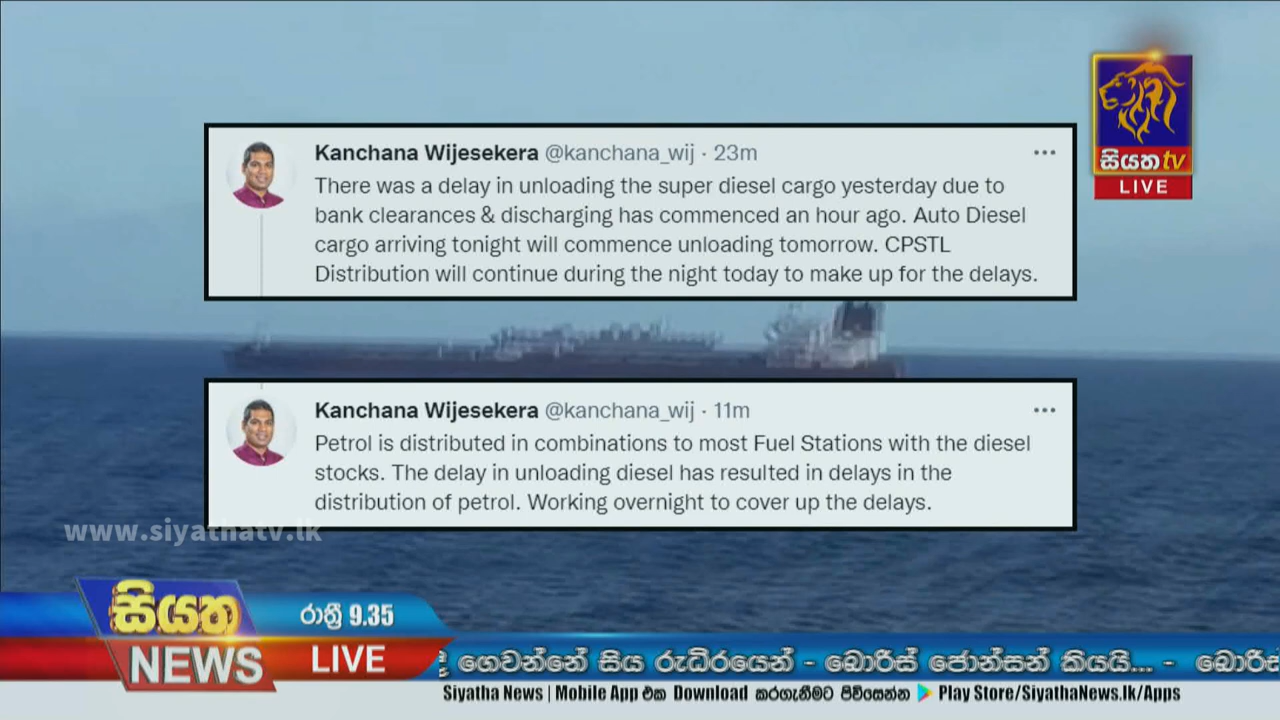 සියත tv
LIVE
Kanchana Wijesekera @kanchana_wij · 23m
There was a delay in unloading the super diesel cargo yesterday due to
bank clearances & discharging has commenced an hour ago. Auto Diesel
cargo arriving tonight will commence unloading tomorrow. CPSTL
Distribution will continue during the night today to make up for the delays.
Kanchana Wijesekera @kanchana_wij · 11m
Petrol is distributed in combinations to most Fuel Stations with the diesel
stocks. The delay in unloading diesel has resulted in delays in the
distribution of petrol. Working overnight to cover up the delays.
www.siyathatv.lk
සියත
NEWS
රාත්‍රී 9.35
LIVE
ගෙවන්නේ සිය රුධිරයෙන් - බොරිස් ජොන්සන් කියයි... -
Siyatha News | Mobile App එක Download කරගැනීමට පිවිසෙන්න Play Store/SiyathaNews.lk/Apps